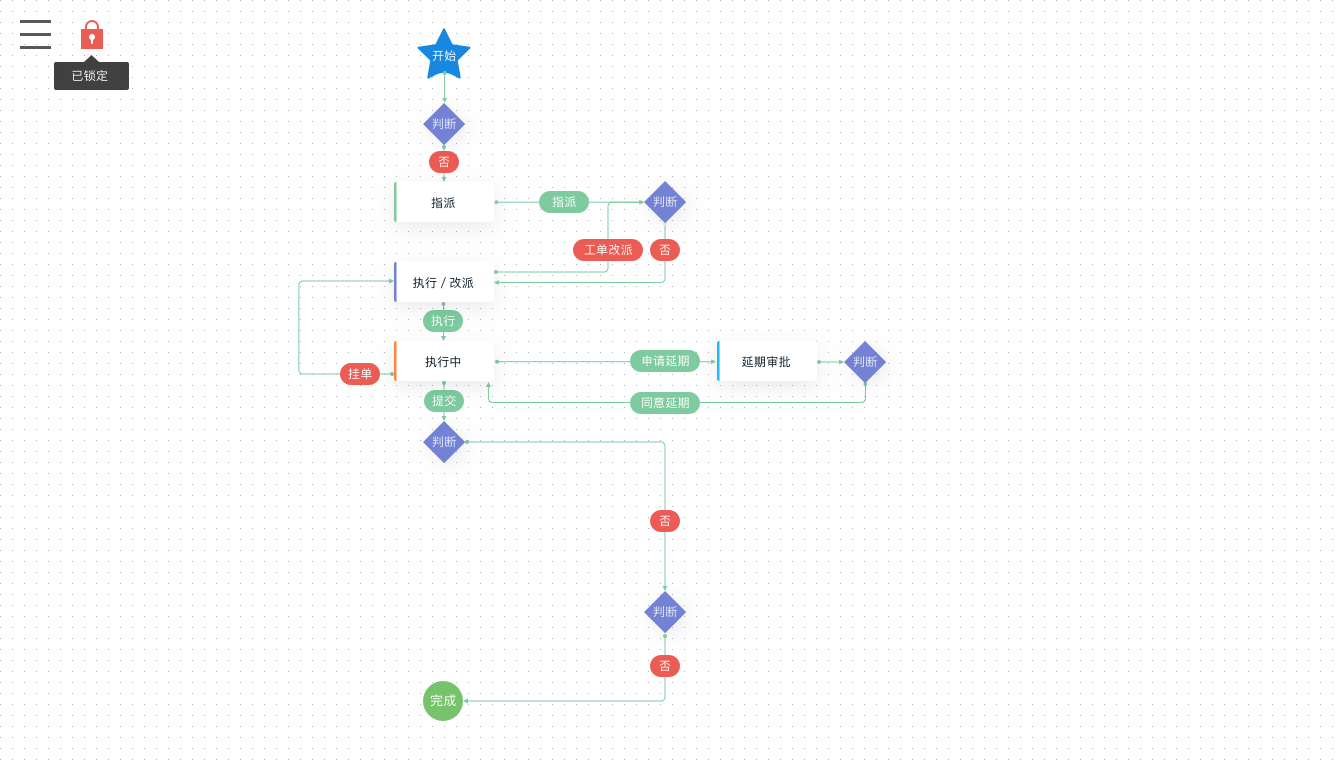 开始
已锁定
判断
否
指派
指派
判断
工单改派
否
执行 / 改派
执行
执行中
申请延期
延期审批
判断
挂单
提交
同意延期
判断
否
判断
否
完成